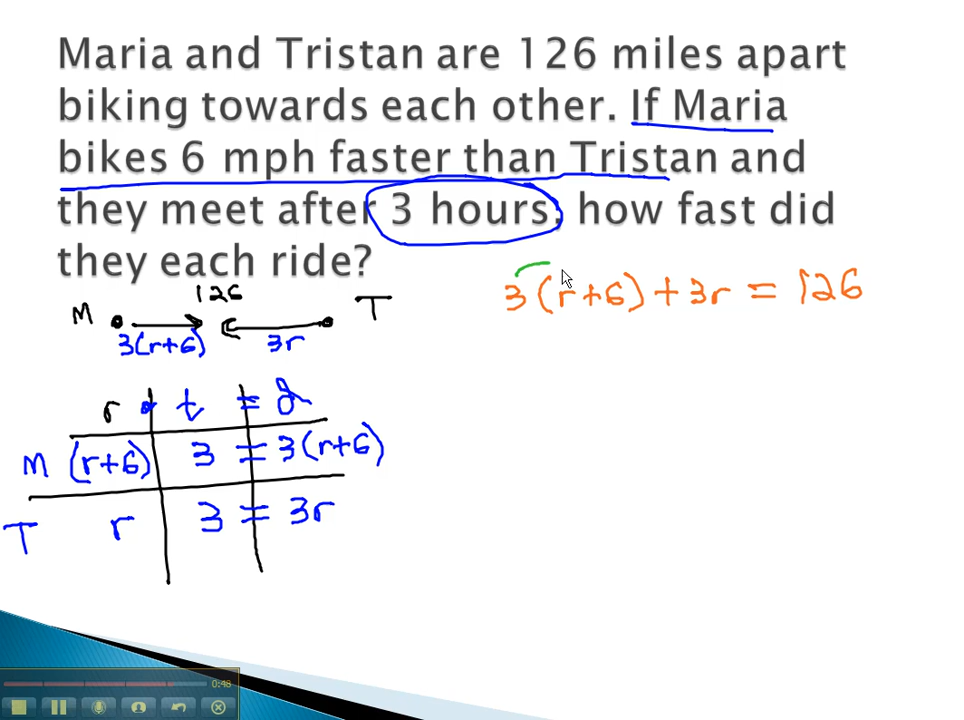 Maria and Tristan are 126 miles apart
biking towards each other. If Maria
bikes 6 mph faster than Tristan and
they meet after 3 hours, how fast did
they each ride?
3(r+6)+3r=126
126
M T
3(r+6) 3r
r · t = d
M (r+6) 3 = 3(r+6)
T r 3 = 3r
0:48